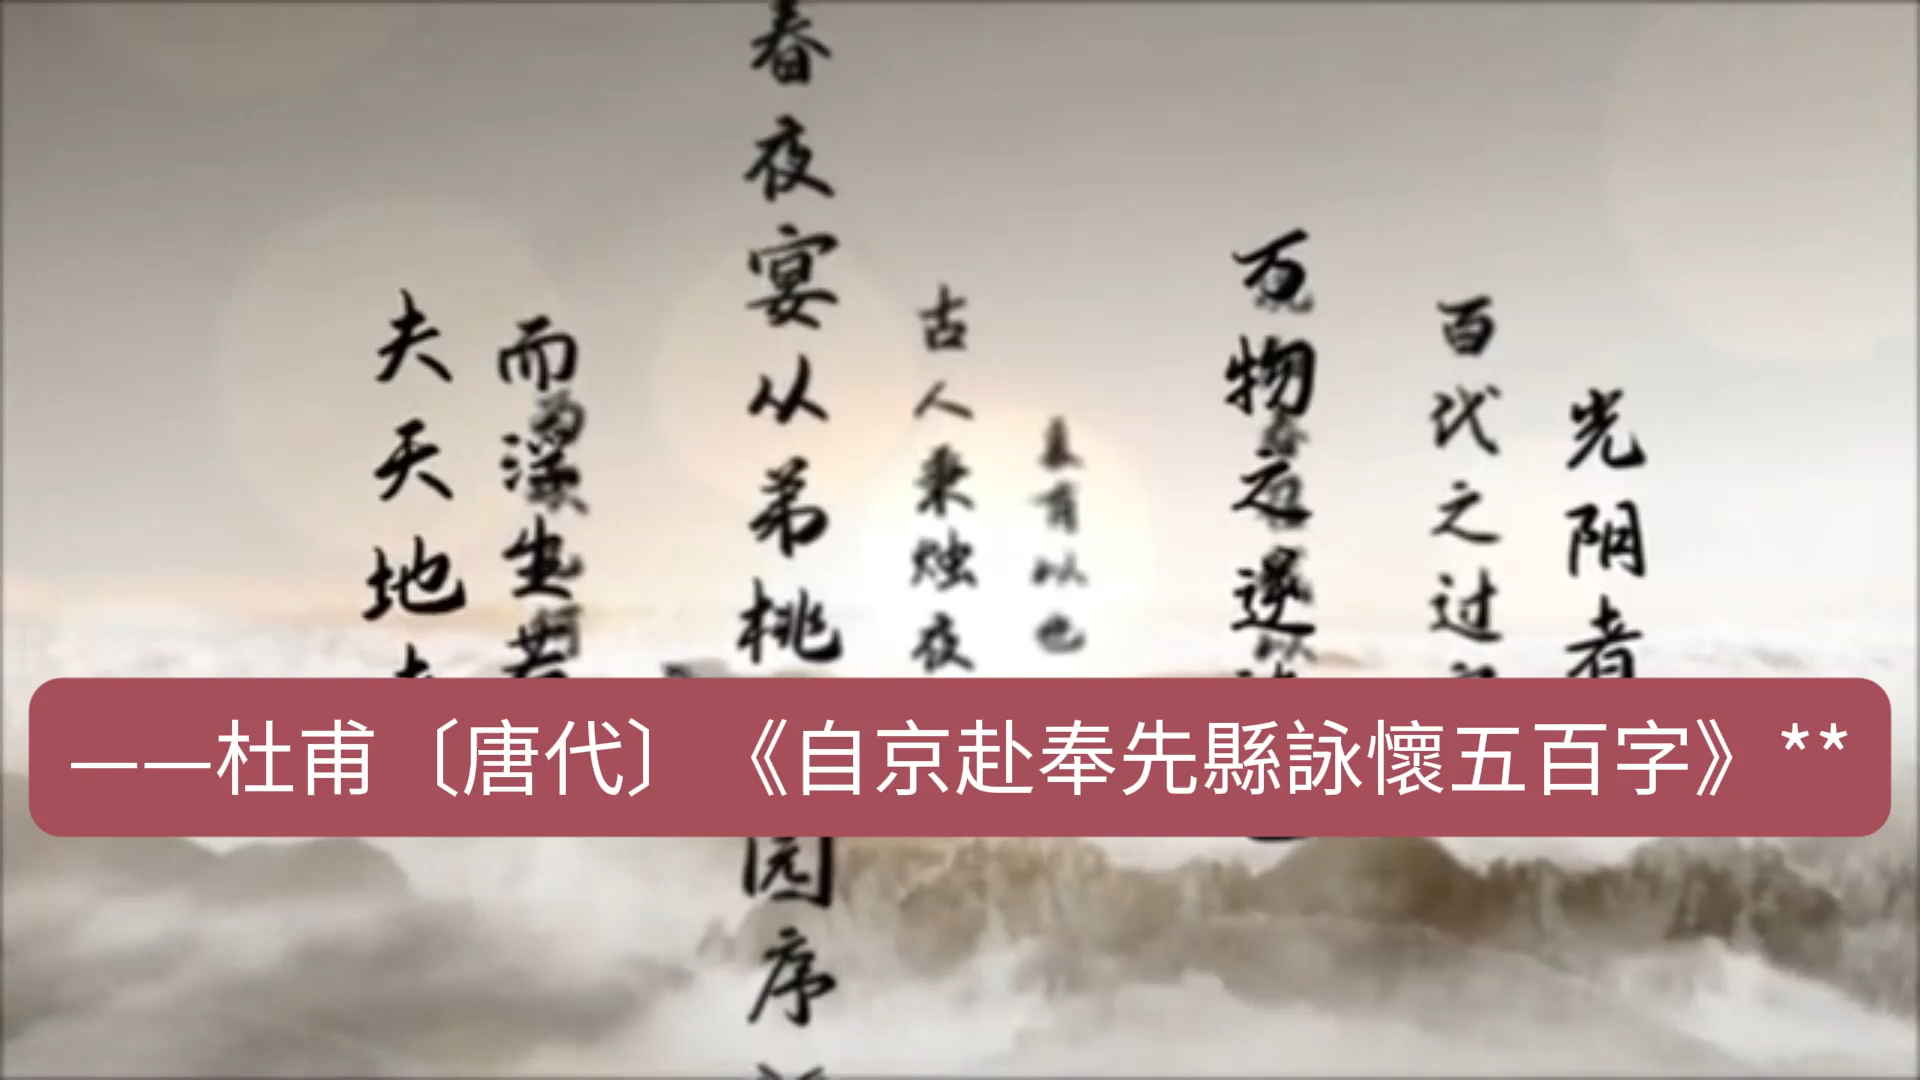 光阴者
百代之过
万物之逆
有以也
古人秉烛夜
春夜宴从弟桃园序
而浮生若
夫天地
——杜甫〔唐代〕《自京赴奉先縣詠懷五百字》**